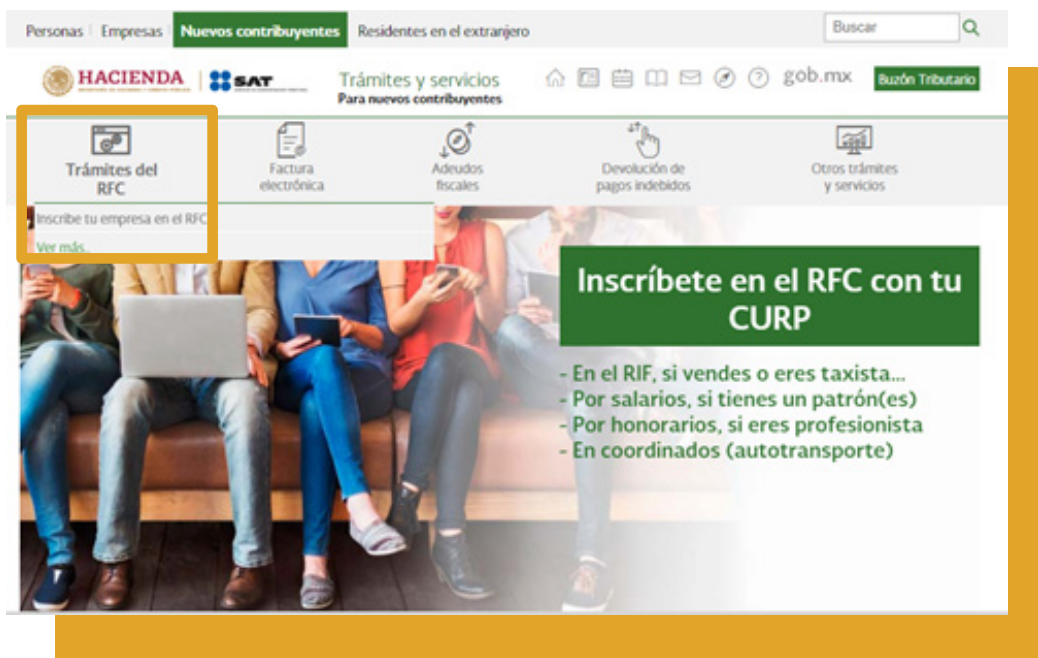 Personas Empresas Nuevos contribuyentes Residentes en el extranjero Buscar
HACIENDA SAT Trámites y servicios gob.mx Buzón Tributario
Para nuevos contribuyentes
Trámites del
RFC
Factura
electrónica
Adeudos
fiscales
Devolución de
pagos indebidos
Otros trámites
y servicios
Inscribe tu empresa en el RFC
Ver más..
Inscríbete en el RFC con tu
CURP
- En el RIF, si vendes o eres taxista...
- Por salarios, si tienes un patrón(es)
- Por honorarios, si eres profesionista
- En coordinados (autotransporte)